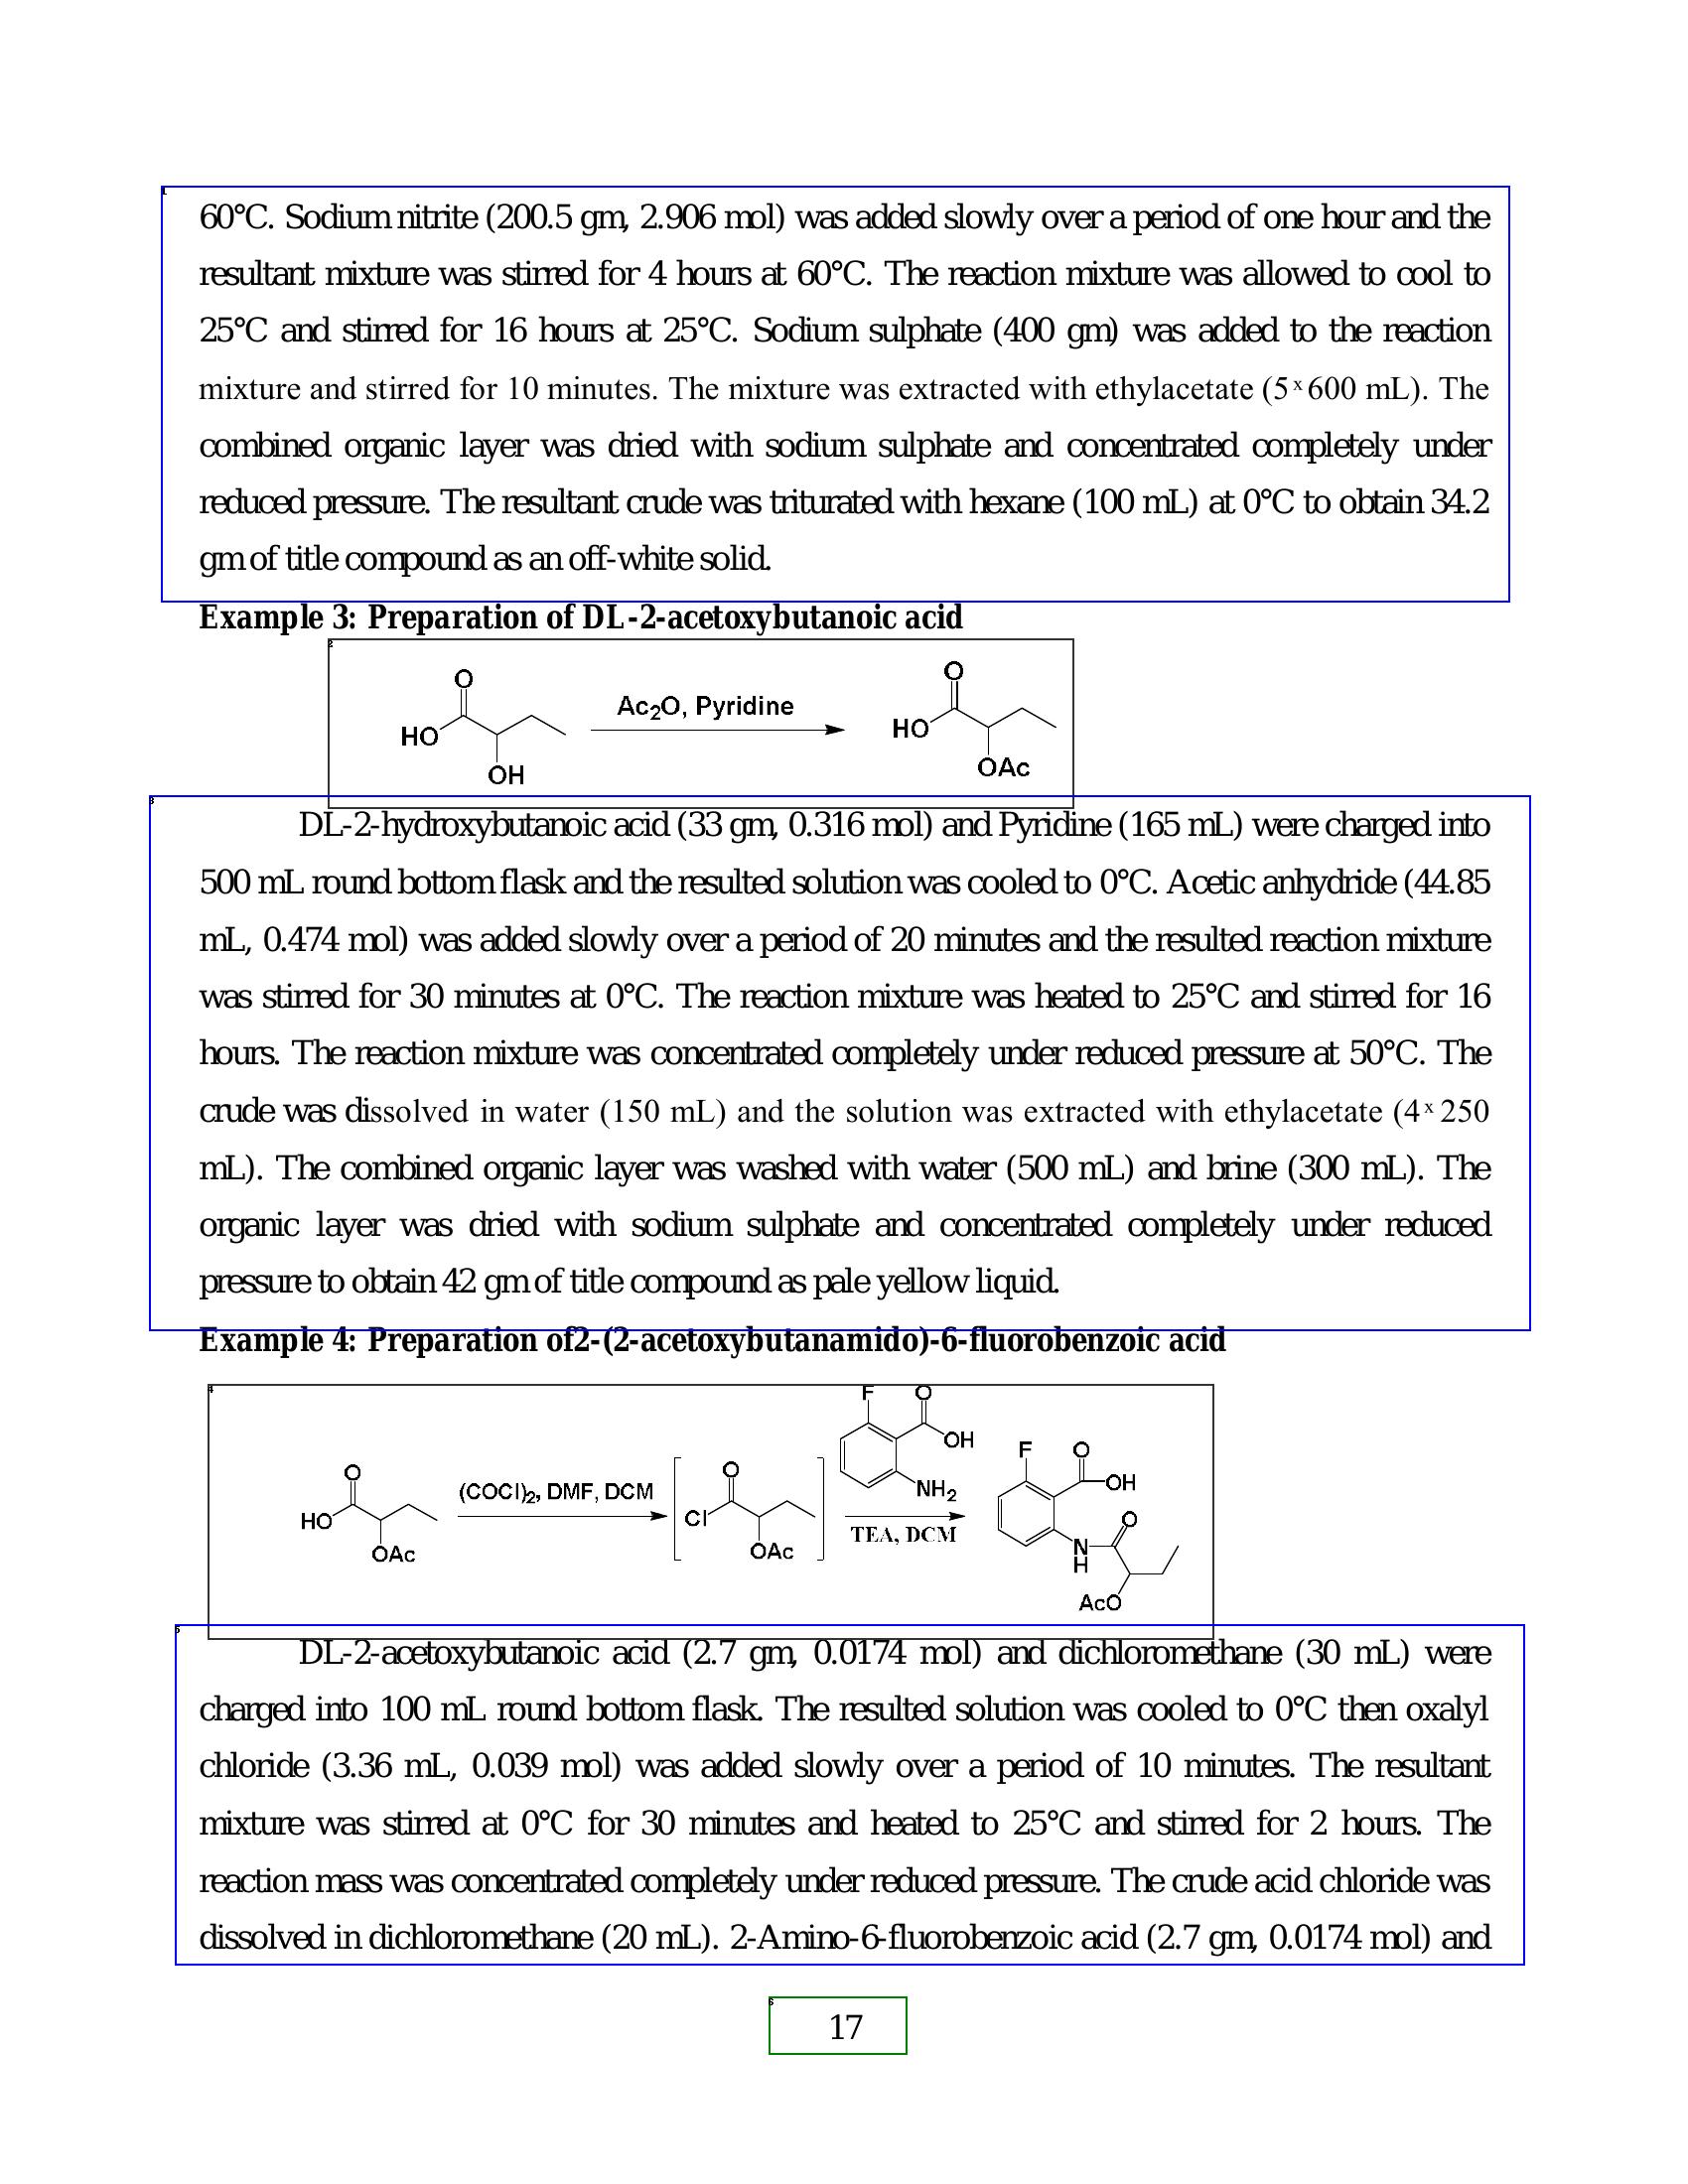 1
60°C. Sodium nitrite (200.5 gm, 2.906 mol) was added slowly over a period of one hour and the
resultant mixture was stirred for 4 hours at 60°C. The reaction mixture was allowed to cool to
25°C and stirred for 16 hours at 25°C. Sodium sulphate (400 gm) was added to the reaction
mixture and stirred for 10 minutes. The mixture was extracted with ethylacetate (5 x 600 mL). The
combined organic layer was dried with sodium sulphate and concentrated completely under
reduced pressure. The resultant crude was triturated with hexane (100 mL) at 0°C to obtain 34.2
gm of title compound as an off-white solid.
Example 3: Preparation of DL-2-acetoxybutanoic acid
2
O
HO
OH
Ac2O, Pyridine
O
HO
OAc
3
DL-2-hydroxybutanoic acid (33 gm, 0.316 mol) and Pyridine (165 mL) were charged into
500 mL round bottom flask and the resulted solution was cooled to 0°C. Acetic anhydride (44.85
mL, 0.474 mol) was added slowly over a period of 20 minutes and the resulted reaction mixture
was stirred for 30 minutes at 0°C. The reaction mixture was heated to 25°C and stirred for 16
hours. The reaction mixture was concentrated completely under reduced pressure at 50°C. The
crude was dissolved in water (150 mL) and the solution was extracted with ethylacetate (4 x 250
mL). The combined organic layer was washed with water (500 mL) and brine (300 mL). The
organic layer was dried with sodium sulphate and concentrated completely under reduced
pressure to obtain 42 gm of title compound as pale yellow liquid.
Example 4: Preparation of2-(2-acetoxybutanamido)-6-fluorobenzoic acid
4
O
HO
OAc
(COCl)2, DMF, DCM
O
Cl
OAc
F
O
OH
NH2
TEA, DCM
F
O
OH
O
N
H
AcO
5
DL-2-acetoxybutanoic acid (2.7 gm, 0.0174 mol) and dichloromethane (30 mL) were
charged into 100 mL round bottom flask. The resulted solution was cooled to 0°C then oxalyl
chloride (3.36 mL, 0.039 mol) was added slowly over a period of 10 minutes. The resultant
mixture was stirred at 0°C for 30 minutes and heated to 25°C and stirred for 2 hours. The
reaction mass was concentrated completely under reduced pressure. The crude acid chloride was
dissolved in dichloromethane (20 mL). 2-Amino-6-fluorobenzoic acid (2.7 gm, 0.0174 mol) and
6
17